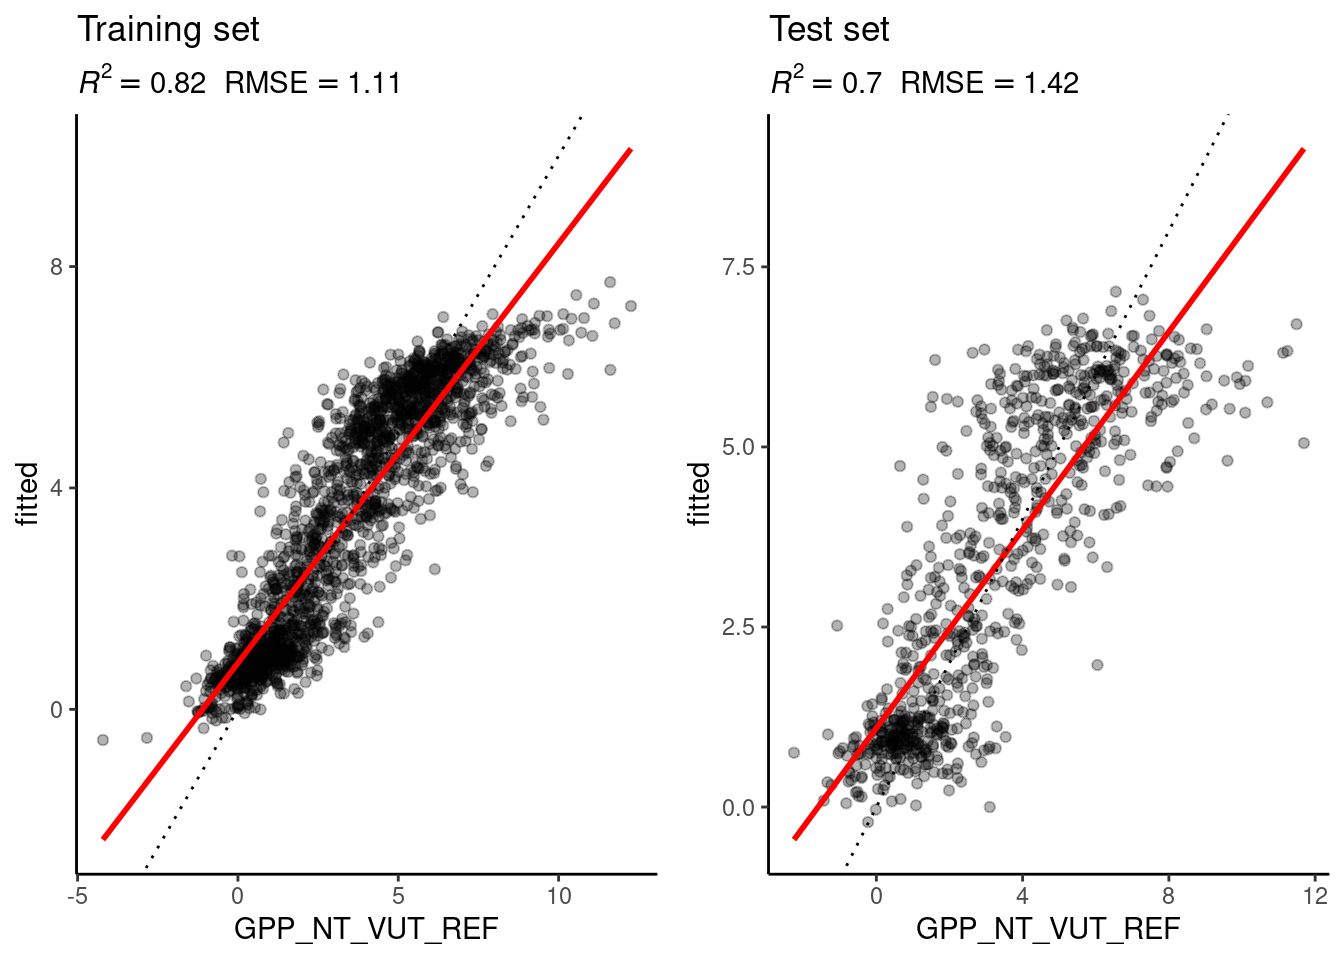 Training set
R² = 0.82 RMSE = 1.11
8
4
0
fitted
-5 0 5 10
GPP_NT_VUT_REF
Test set
R² = 0.7 RMSE = 1.42
7.5
5.0
2.5
0.0
fitted
0 4 8 12
GPP_NT_VUT_REF